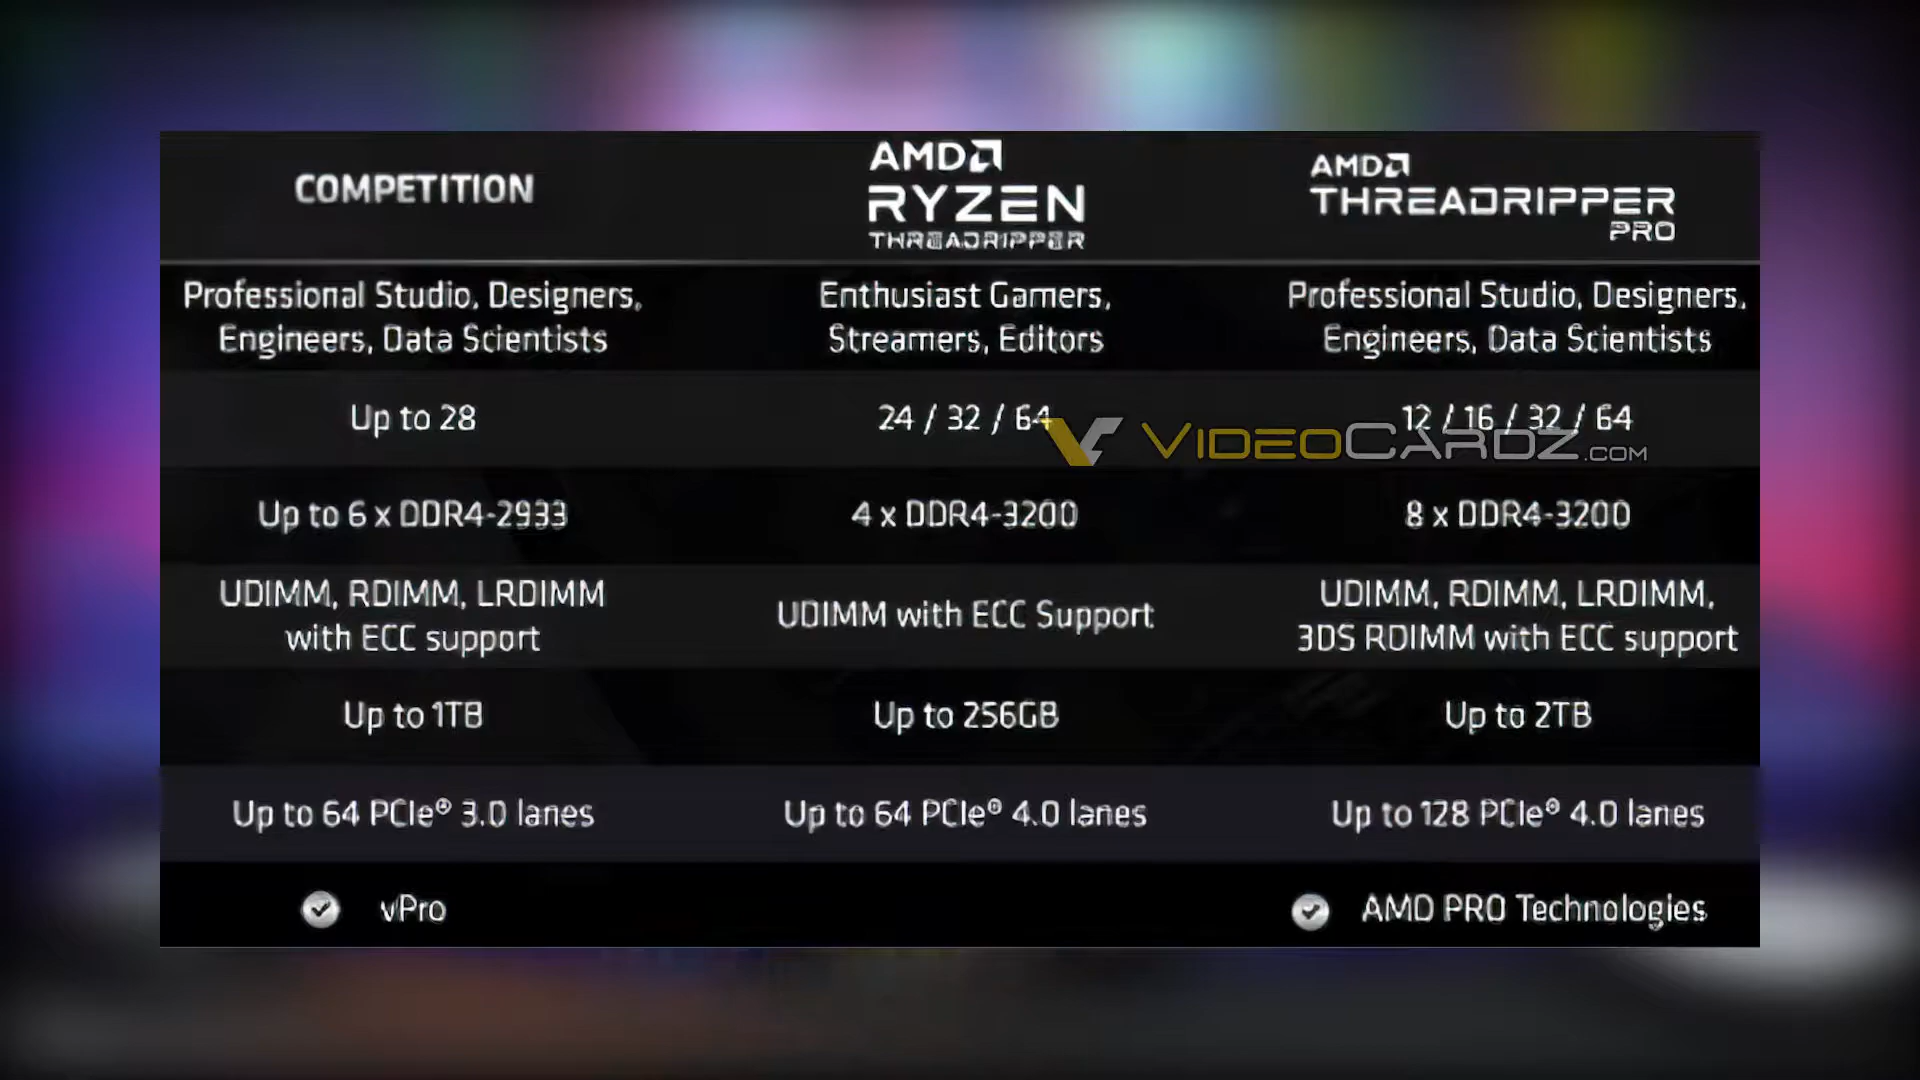 COMPETITION
AMD
RYZEN
THREADRIPPER
AMD
THREADRIPPER
PRO
Professional Studio, Designers,
Engineers, Data Scientists
Enthusiast Gamers,
Streamers, Editors
Professional Studio, Designers,
Engineers, Data Scientists
Up to 28
24 / 32 / 64
12 / 16 / 32 / 64
VIDEOCARDZ.COM
Up to 6 x DDR4-2933
4 x DDR4-3200
8 x DDR4-3200
UDIMM, RDIMM, LRDIMM
with ECC support
UDIMM with ECC Support
UDIMM, RDIMM, LRDIMM,
3DS RDIMM with ECC support
Up to 1TB
Up to 256GB
Up to 2TB
Up to 64 PCIe® 3.0 lanes
Up to 64 PCIe® 4.0 lanes
Up to 128 PCIe® 4.0 lanes
vPro
AMD PRO Technologies